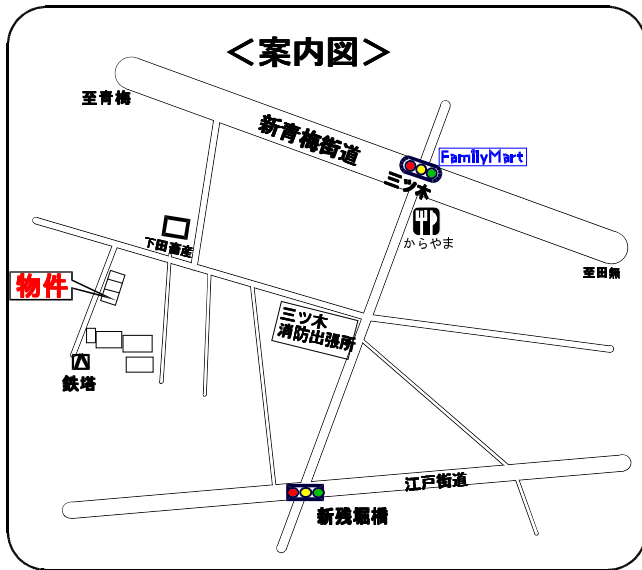 ＜案内図＞
至青梅
新青梅街道
FamilyMart
三ツ木
からやま
下田畜産
至田無
物件
三ツ木
消防出張所
鉄塔
江戸街道
新残堀橋